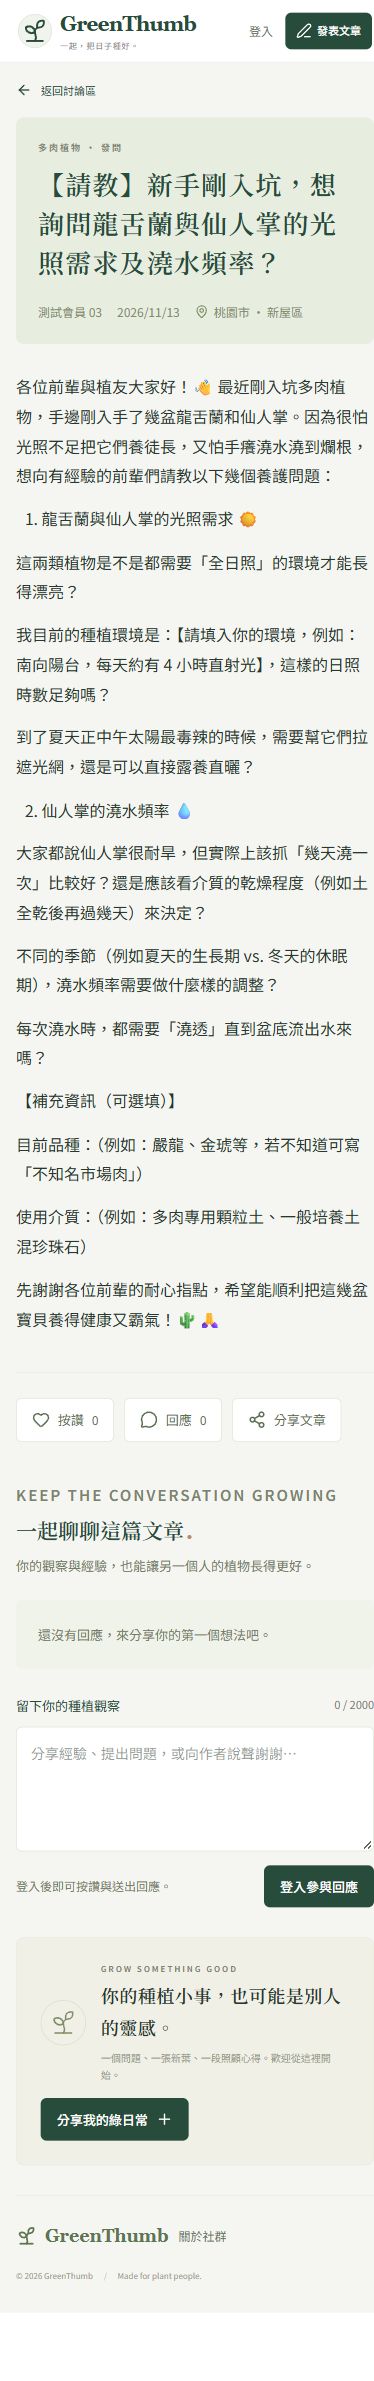 GreenThumb
一起，把日子種好。
登入
發表文章
返回討論區
多肉植物 · 發問
【請教】新手剛入坑，想
詢問龍舌蘭與仙人掌的光
照需求及澆水頻率？
測試會員 03 2026/11/13 桃園市 · 新屋區
各位前輩與植友大家好！👋 最近剛入坑多肉植
物，手邊剛入手了幾盆龍舌蘭和仙人掌。因為很怕
光照不足把它們養徒長，又怕手癢澆水澆到爛根，
想向有經驗的前輩們請教以下幾個養護問題：
1. 龍舌蘭與仙人掌的光照需求 ☀️
這兩類植物是不是都需要「全日照」的環境才能長
得漂亮？
我目前的種植環境是：【請填入你的環境，例如：
南向陽台，每天約有 4 小時直射光】，這樣的日照
時數足夠嗎？
到了夏天正中午太陽最毒辣的時候，需要幫它們拉
遮光網，還是可以直接露養直曬？
2. 仙人掌的澆水頻率 💧
大家都說仙人掌很耐旱，但實際上該抓「幾天澆一
次」比較好？還是應該看介質的乾燥程度（例如土
全乾後再過幾天）來決定？
不同的季節（例如夏天的生長期 vs. 冬天的休眠
期），澆水頻率需要做什麼樣的調整？
每次澆水時，都需要「澆透」直到盆底流出水來
嗎？
【補充資訊（可選填）】
目前品種：（例如：嚴龍、金琥等，若不知道可寫
「不知名市場肉」）
使用介質：（例如：多肉專用顆粒土、一般培養土
混珍珠石）
先謝謝各位前輩的耐心指點，希望能順利把這幾盆
寶貝養得健康又霸氣！🌵 🙏
按讚 0
回應 0
分享文章
KEEP THE CONVERSATION GROWING
一起聊聊這篇文章.
你的觀察與經驗，也能讓另一個人的植物長得更好。
還沒有回應，來分享你的第一個想法吧。
留下你的種植觀察
0 / 2000
分享經驗、提出問題，或向作者說聲謝謝⋯
登入後即可按讚與送出回應。
登入參與回應
GROW SOMETHING GOOD
你的種植小事，也可能是別人
的靈感。
一個問題、一張新葉、一段照顧心得。歡迎從這裡開
始。
分享我的綠日常
GreenThumb 關於社群
© 2026 GreenThumb / Made for plant people.